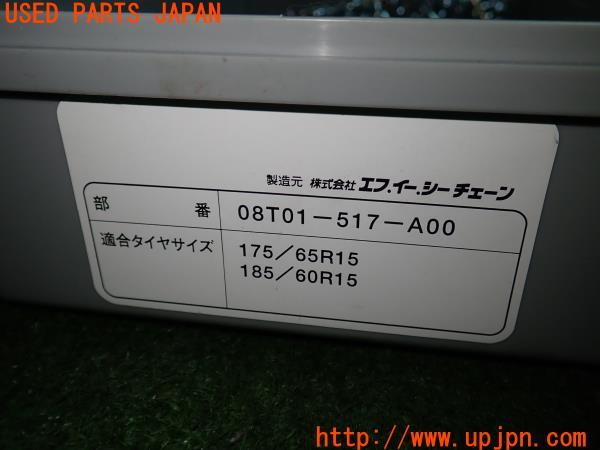 USED PARTS JAPAN
製造元 株式会社 エフ.イー.シーチェーン
部 番 08T01-517-A00
適合タイヤサイズ 175/65R15
185/60R15
http://www.upjpn.com